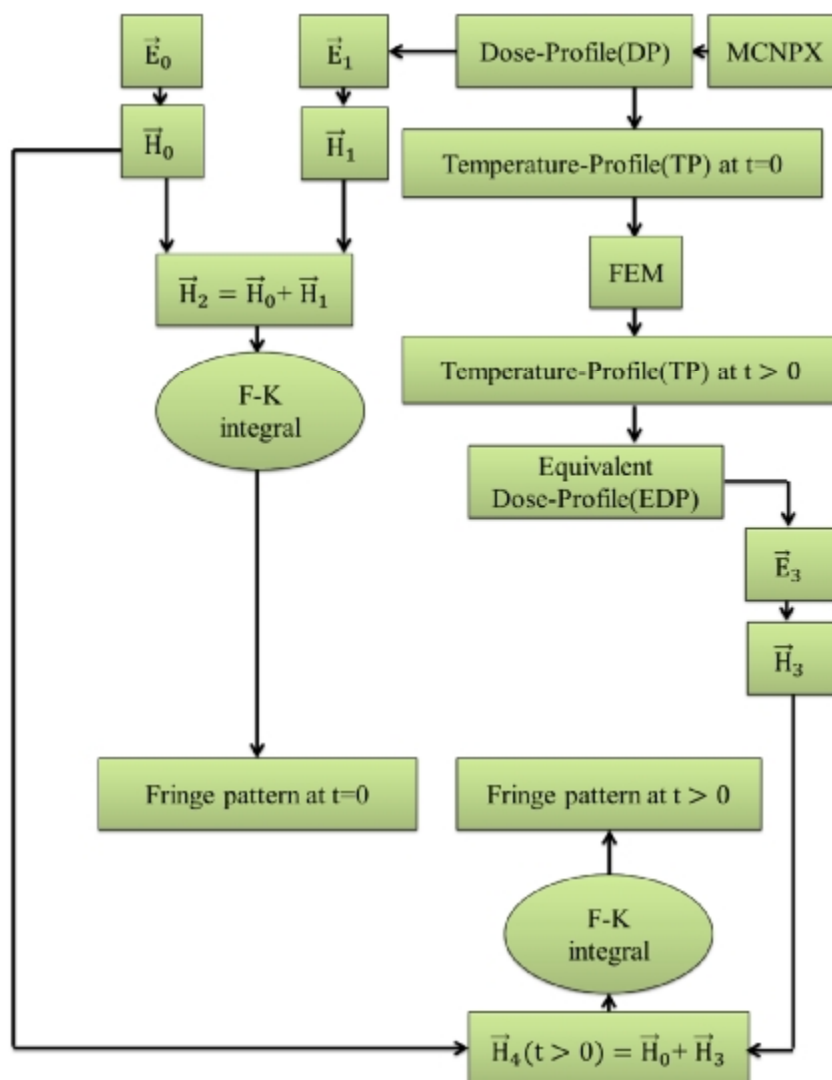 E⃗₀
E⃗₁
Dose-Profile(DP)
MCNPX
H⃗₀
H⃗₁
Temperature-Profile(TP) at t=0
FEM
H⃗₂ = H⃗₀+ H⃗₁
Temperature-Profile(TP) at t > 0
F-K
integral
Equivalent
Dose-Profile(EDP)
E⃗₃
H⃗₃
Fringe pattern at t=0
Fringe pattern at t > 0
F-K
integral
H⃗₄(t > 0) = H⃗₀+ H⃗₃